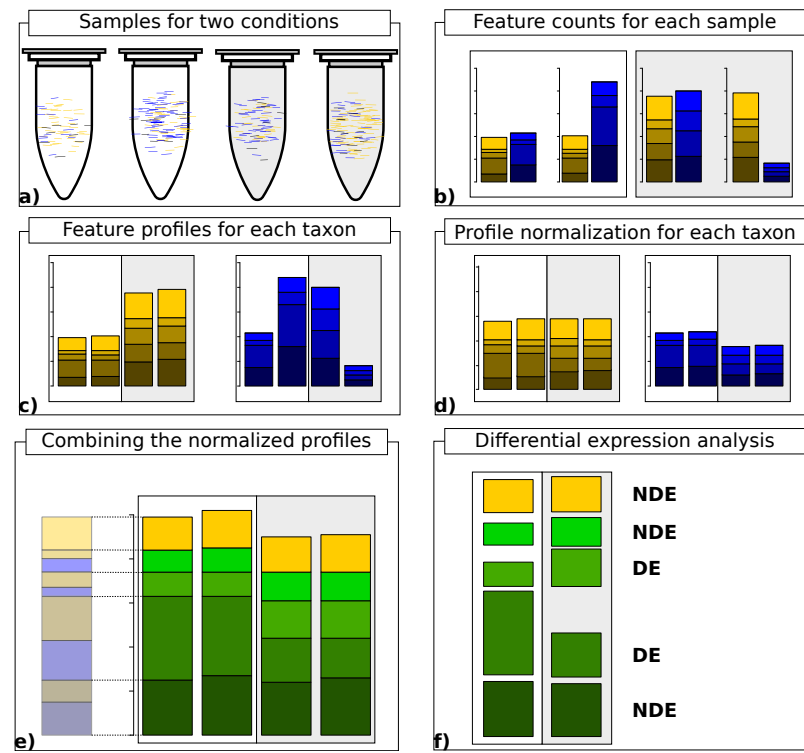 Samples for two conditions
a)
Feature counts for each sample
b)
Feature profiles for each taxon
c)
Profile normalization for each taxon
d)
Combining the normalized profiles
e)
Differential expression analysis
NDE
NDE
DE
DE
NDE
f)